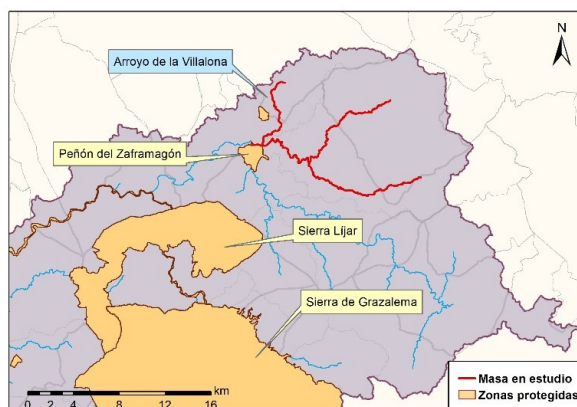 N
Arroyo de la Villalona
Peñón del Zaframagón
Sierra Líjar
Sierra de Grazalema
km
0 2 4 8 12 16
Masa en estudio
Zonas protegidas